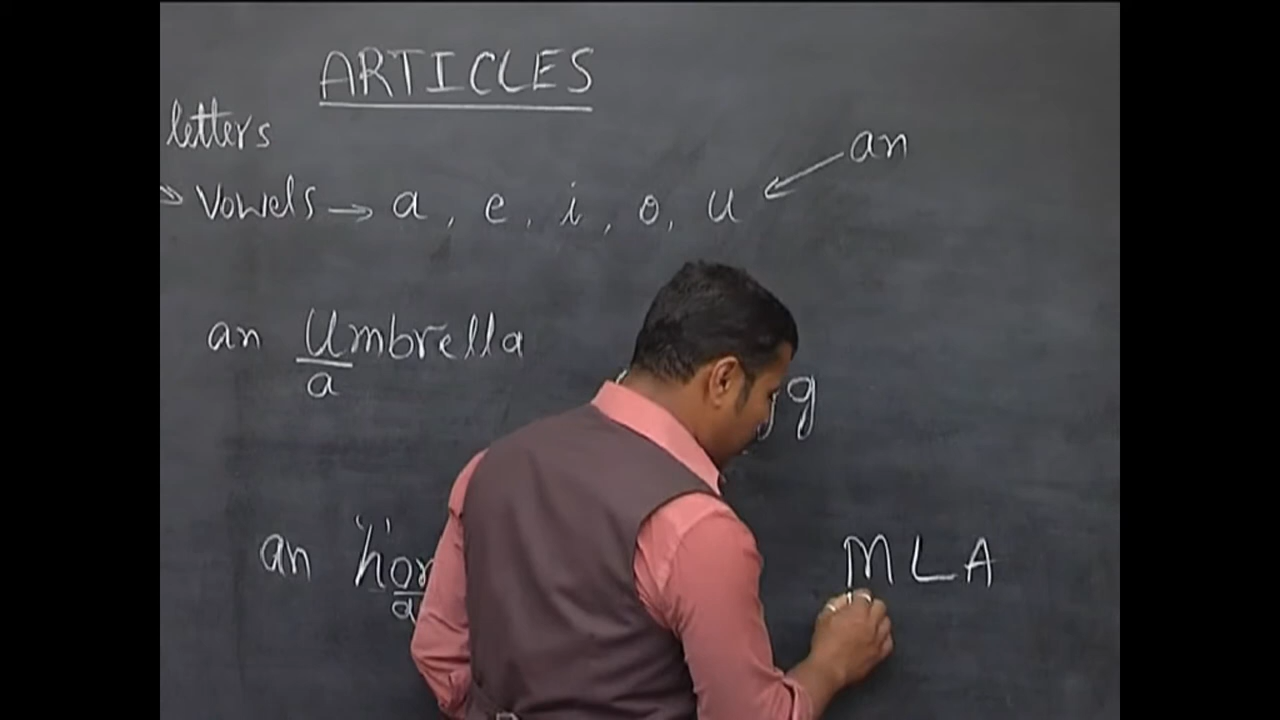 ARTICLES
letters
→ Vowels → a, e, i, o, u ← an
an Umbrella
a
g
an 'h'
a
MLA